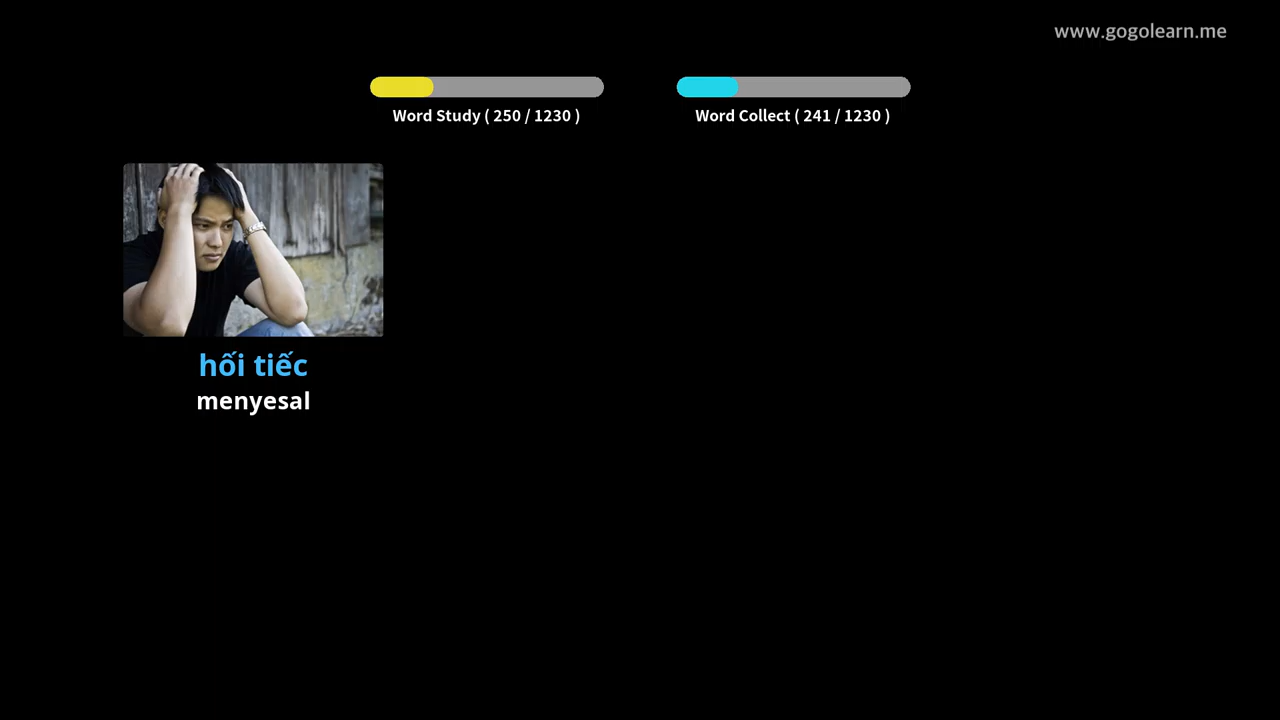 www.gogolearn.me
Word Study ( 250 / 1230 )
Word Collect ( 241 / 1230 )
hối tiếc
menyesal